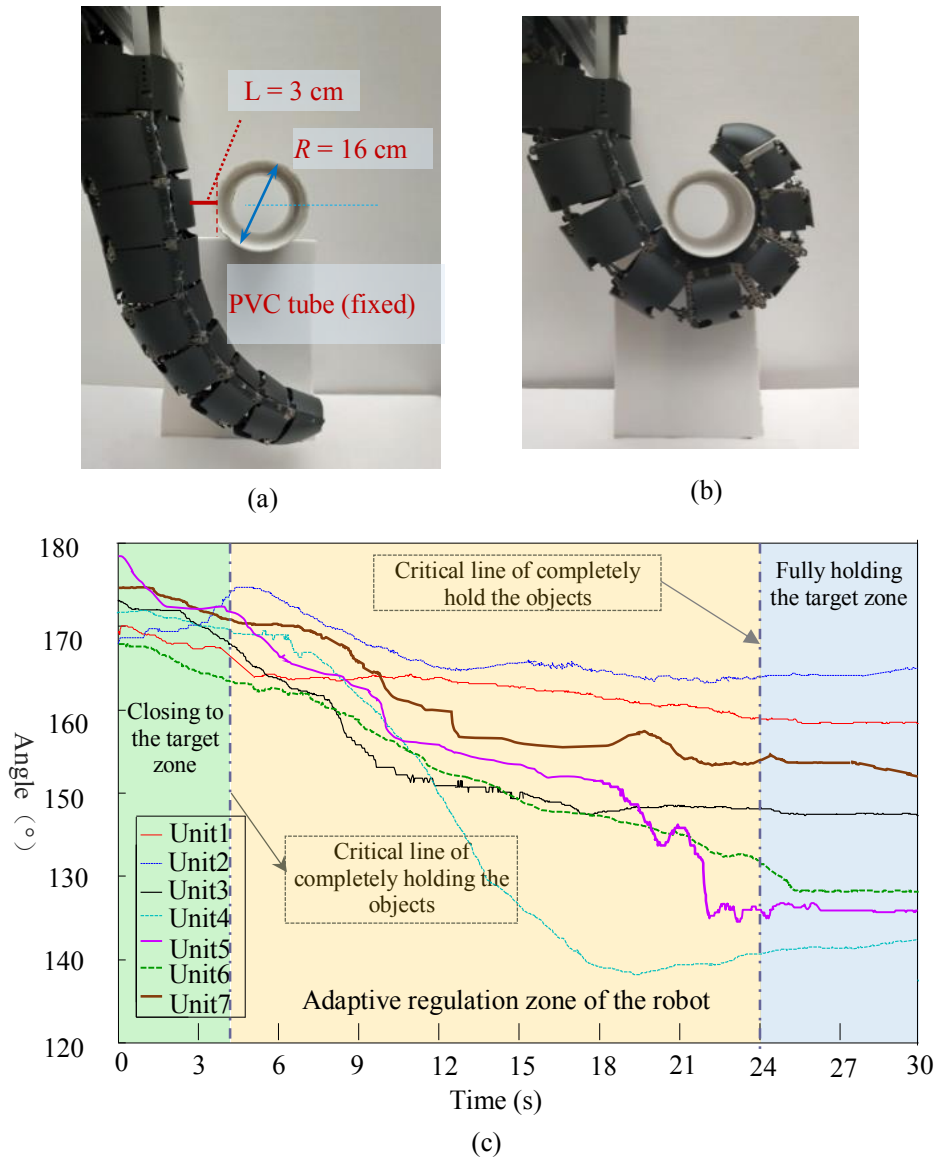 L = 3 cm
R = 16 cm
PVC tube (fixed)
(a)
(b)
180
170
160
150
130
140
120
Angle (°)
Critical line of completely
hold the objects
Fully holding
the target zone
Closing to
the target
zone
Critical line of
completely holding the
objects
Unit1
Unit2
Unit3
Unit4
Unit5
Unit6
Unit7
Adaptive regulation zone of the robot
0 3 6 9 12 15 18 21 24 27 30
Time (s)
(c)